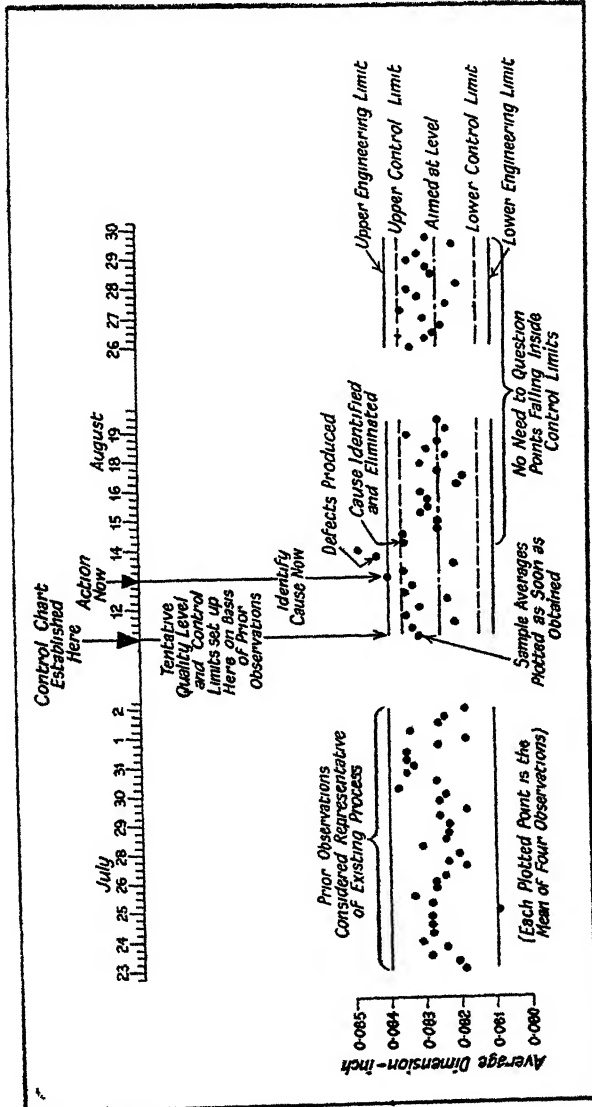 Control Chart
Established
Here
Action
Now
July
August
23 24 25 26 28 29 30 31 1 2
12 14 15 16 18 19
26 27 28 29 30
Tentative
Quality Level
and Control
Limits set up
Here on Basis
of Prior
Observations
Identify
Cause Now
Defects Produced
Cause Identified
and Eliminated
Prior Observations
Considered Representative
of Existing Process
Upper Engineering Limit
Upper Control Limit
Aimed at Level
Lower Control Limit
Lower Engineering Limit
Average Dimension-inch
0·085
0·084
0·083
0·082
0·081
0·080
(Each Plotted Point is the
Mean of Four Observations)
Sample Averages
Plotted as Soon as
Obtained
No Need to Question
Points Falling Inside
Control Limits